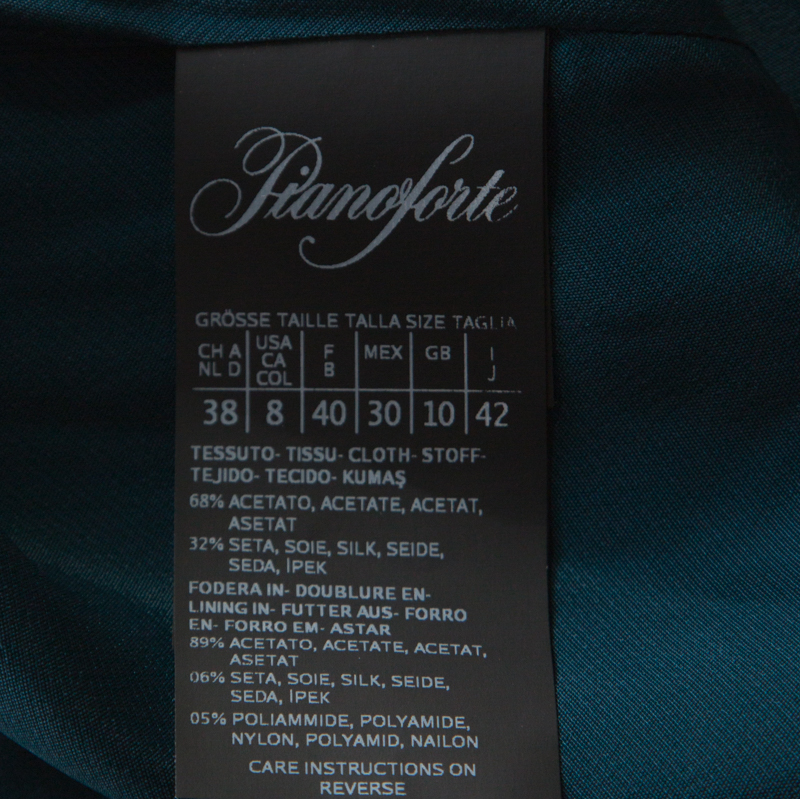 Pianoforte
GRÖSSE TAILLE TALLA SIZE TAGLIA
CH A NL D | USA CA COL | F B | MEX | GB | I J
38 | 8 | 40 | 30 | 10 | 42
TESSUTO- TISSU- CLOTH- STOFF-
TEJIDO- TECIDO- KUMAŞ
68% ACETATO, ACETATE, ACETAT,
ASETAT
32% SETA, SOIE, SILK, SEIDE,
SEDA, İPEK
FODERA IN- DOUBLURE EN-
LINING IN- FUTTER AUS- FORRO
EN- FORRO EM- ASTAR
89% ACETATO, ACETATE, ACETAT,
ASETAT
06% SETA, SOIE, SILK, SEIDE,
SEDA, İPEK
05% POLIAMMIDE, POLYAMIDE,
NYLON, POLYAMID, NAILON
CARE INSTRUCTIONS ON
REVERSE